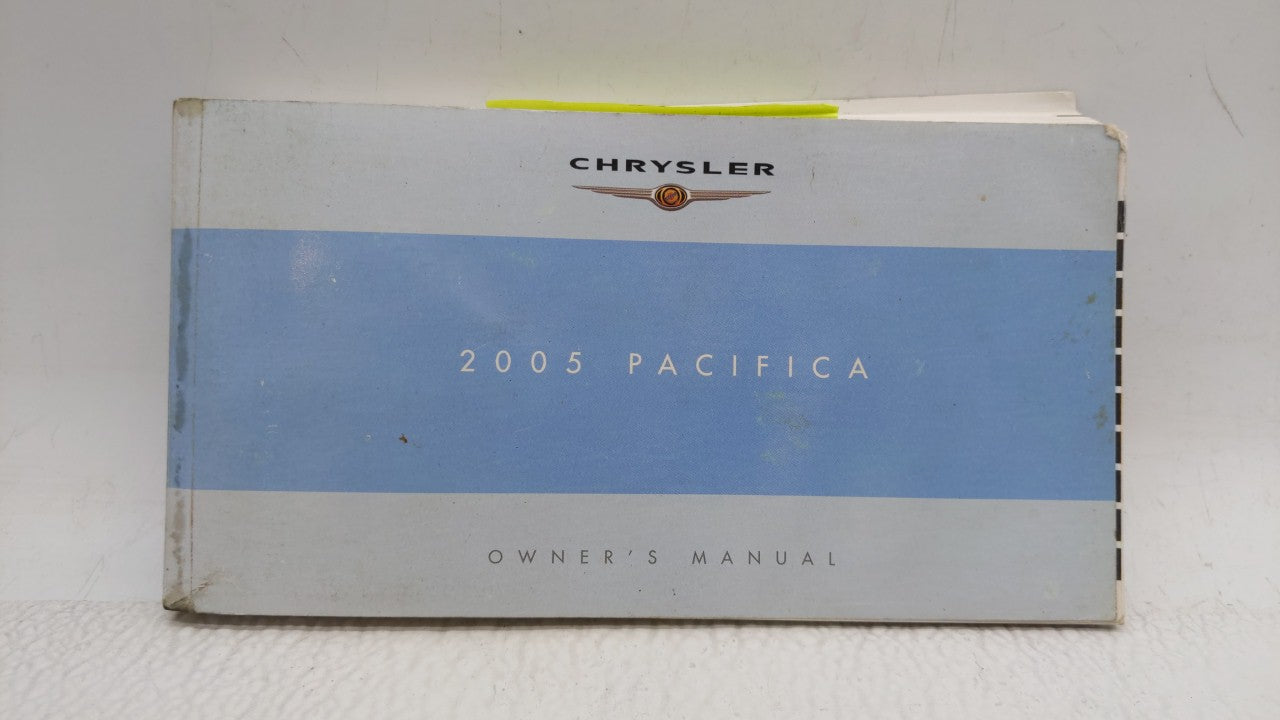 CHRYSLER
2005 PACIFICA
OWNER'S MANUAL